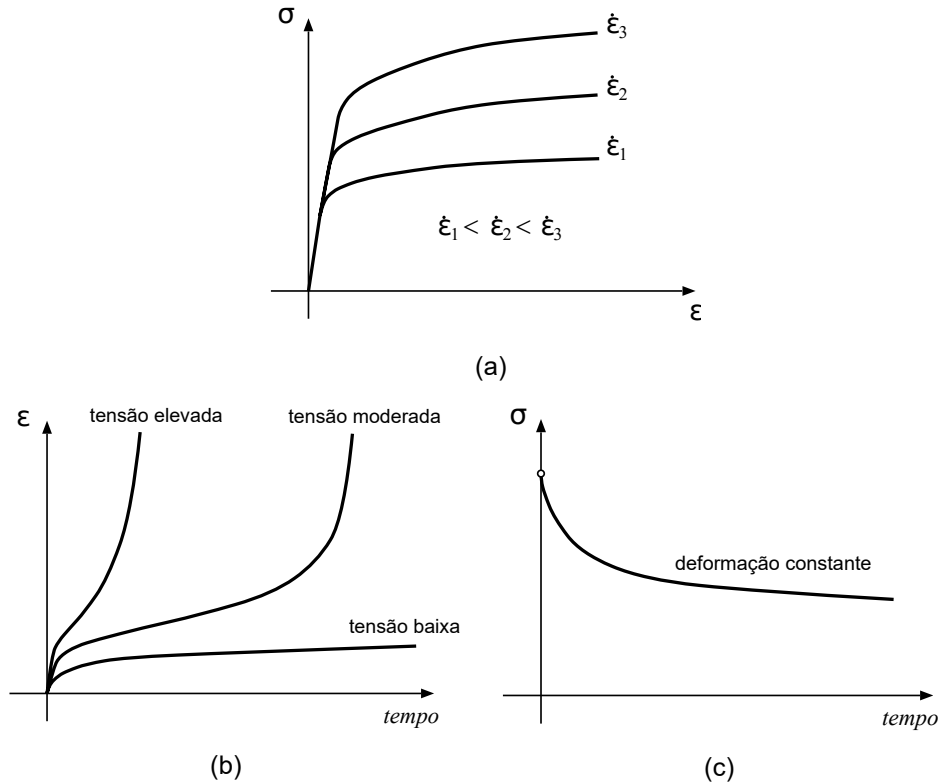 σ
ε̇3
ε̇2
ε̇1
ε̇1 < ε̇2 < ε̇3
ε
(a)
ε
tensão elevada
tensão moderada
tensão baixa
tempo
(b)
σ
deformação constante
tempo
(c)